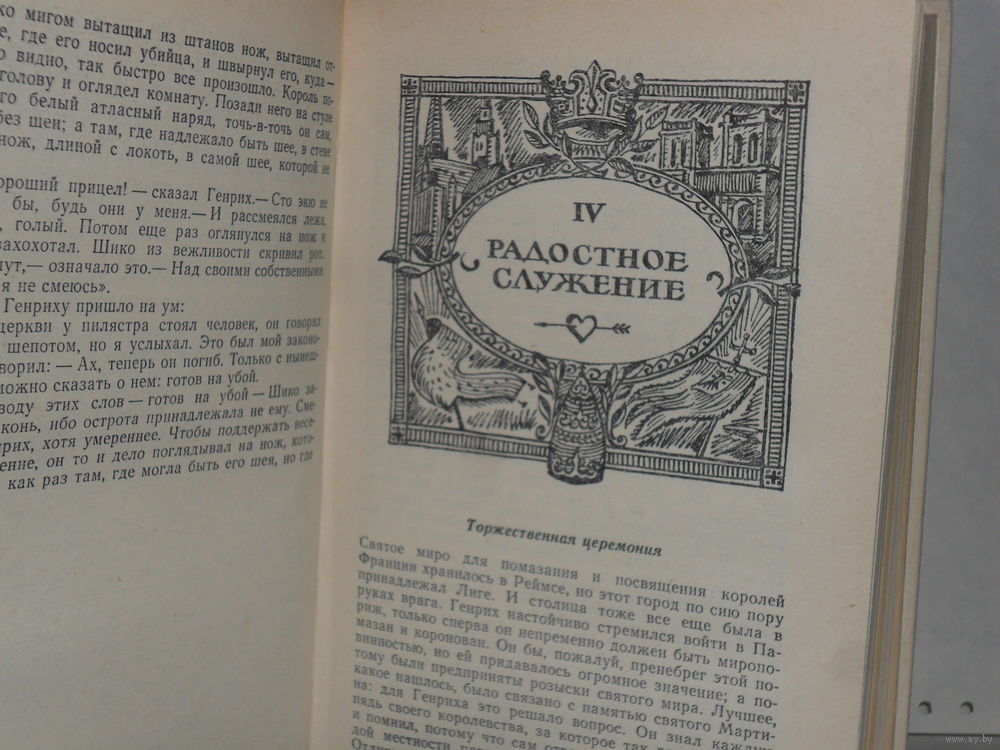 мигом вытащил из штанов нож, вытащил от-
где его носил убийца, и швырнул его, куда —
видно, так быстро все произошло. Король по-
голову и оглядел комнату. Позади него на стуле
белый атласный наряд, точь-в-точь он сам,
без шеи; а там, где надлежало быть шее, в стене
нож, длиной с локоть, в самой шее, которой не
прицел! — сказал Генрих.— Сто экю не
бы, будь они у меня.— И рассмеялся лежа,
голый. Потом еще раз оглянулся на нож и
захохотал. Шико из вежливости скривил рот.
означало это.— Над своими собственными
я не смеюсь».
Генриху пришло на ум:
церкви у пилястра стоял человек, он говорил
шепотом, но я услыхал. Это был мой законо-
— Ах, теперь он погиб. Только с нынеш-
можно сказать о нем: готов на убой.
этих слов — готов на убой — Шико за-
конь, ибо острота принадлежала не ему. Сме-
хотя умереннее. Чтобы поддержать весе-
он то и дело поглядывал на нож, кото-
как раз там, где могла быть его шея, но где
IV
РАДОСТНОЕ
СЛУЖЕНИЕ
Торжественная церемония
Святое миро для помазания и посвящения королей
Франции хранилось в Реймсе, но этот город по сию пору
принадлежал Лиге. И столица тоже все еще была в
руках врага. Генрих настойчиво стремился войти в Па-
риж, только сперва он непременно должен быть миропо-
мазан и коронован. Он бы, пожалуй, пренебрег этой по-
винностью, но ей придавалось огромное значение; а по-
тому были предприняты розыски святого мира. Лучшее,
какое нашлось, было связано с памятью святого Марти-
на: для Генриха это решало вопрос. Он знал каждую
пядь своего королевства, за которое так
и помнил, потому что сам
дой местности
www.ay.by